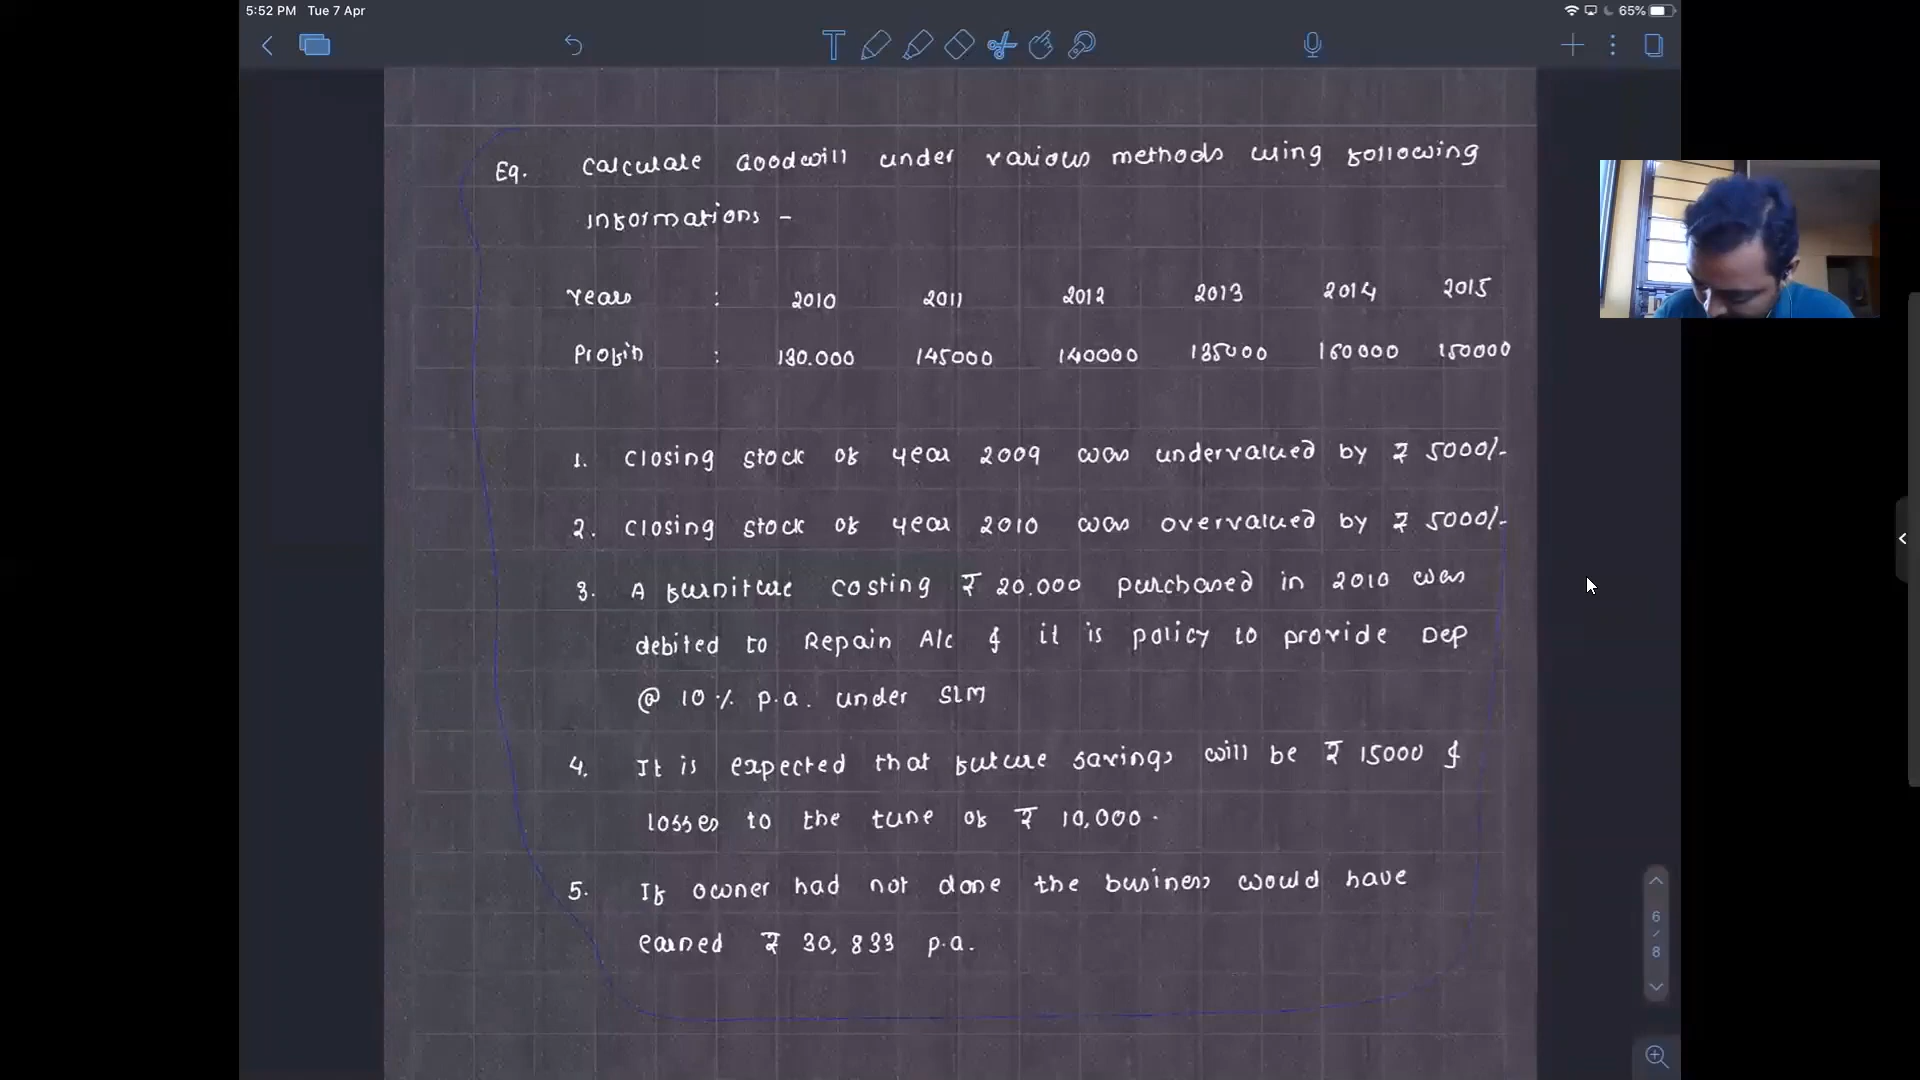 5:52 PM Tue 7 Apr
65%
Eg. Calculate Goodwill under various methods using following
informations -
Years : 2010 2011 2012 2013 2014 2015
Profits : 130.000 145000 140000 135000 160000 150000
1. Closing stock of year 2009 was undervalued by ₹ 5000/-
2. Closing stock of year 2010 was overvalued by ₹ 5000/-
3. A furniture costing ₹ 20.000 purchased in 2010 was
debited to Repairs A/c & it is policy to provide Dep
@ 10% p.a. under SLM
4. It is expected that future savings will be ₹ 15000 &
losses to the tune of ₹ 10,000.
5. If owner had not done the business would have
earned ₹ 30,833 p.a.
6
/
8